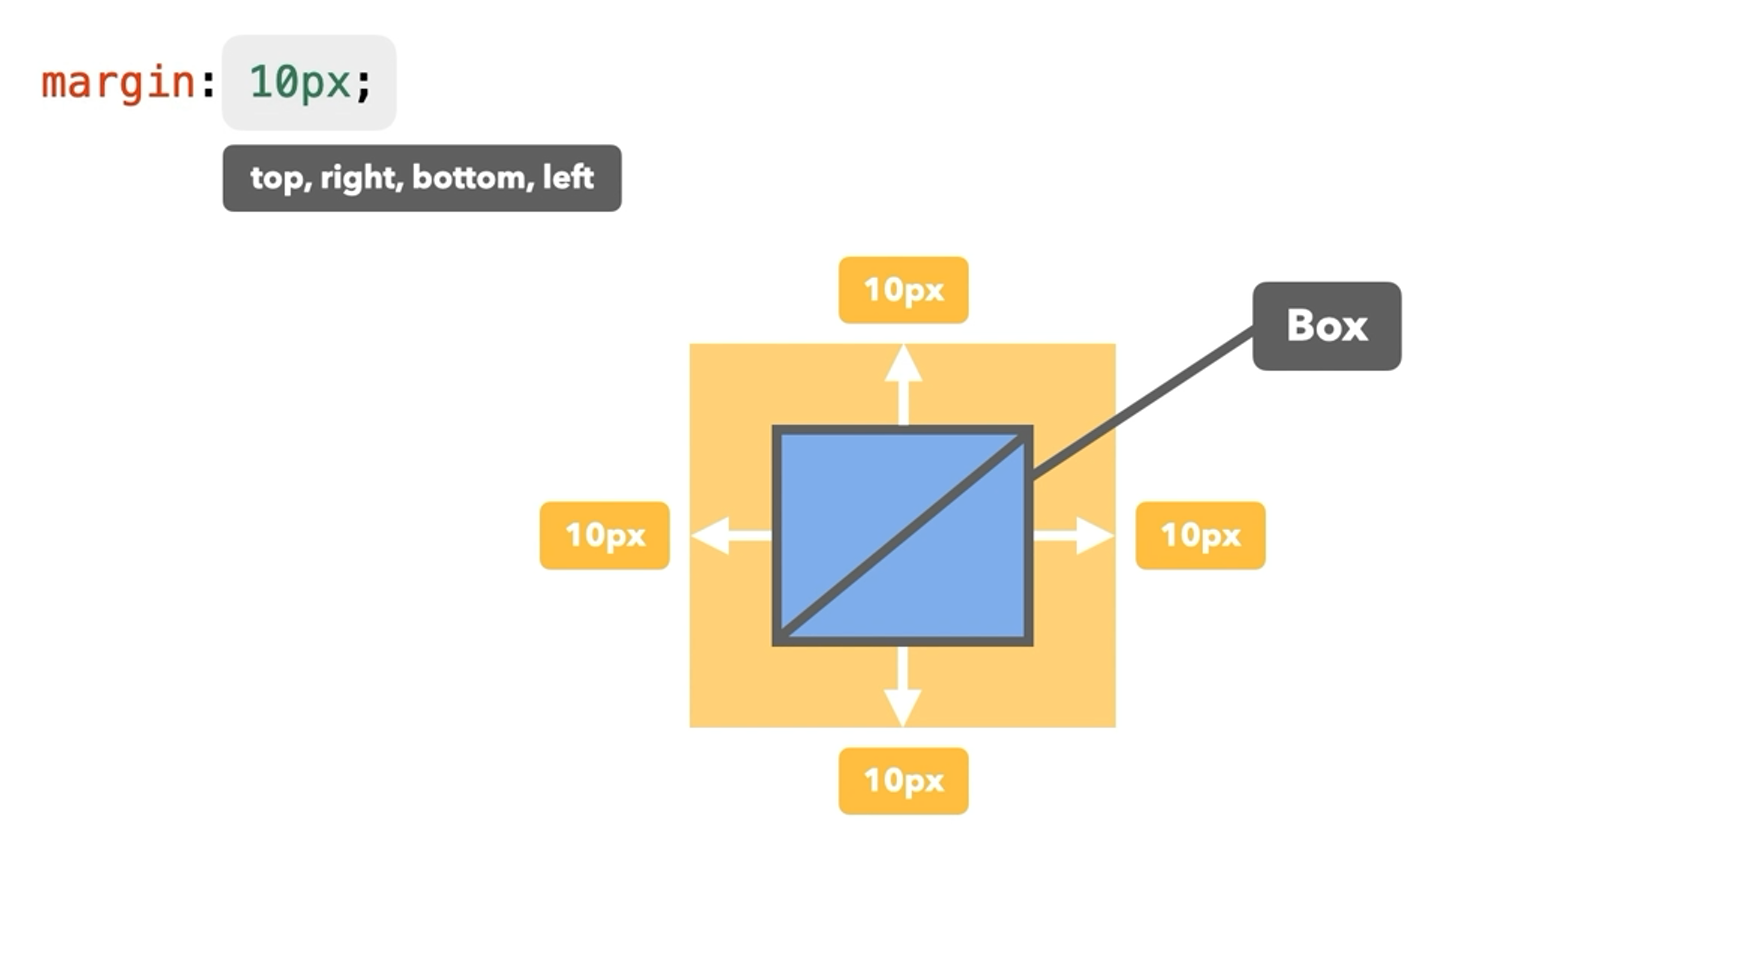 margin: 10px;
top, right, bottom, left
10px
Box
10px
10px
10px